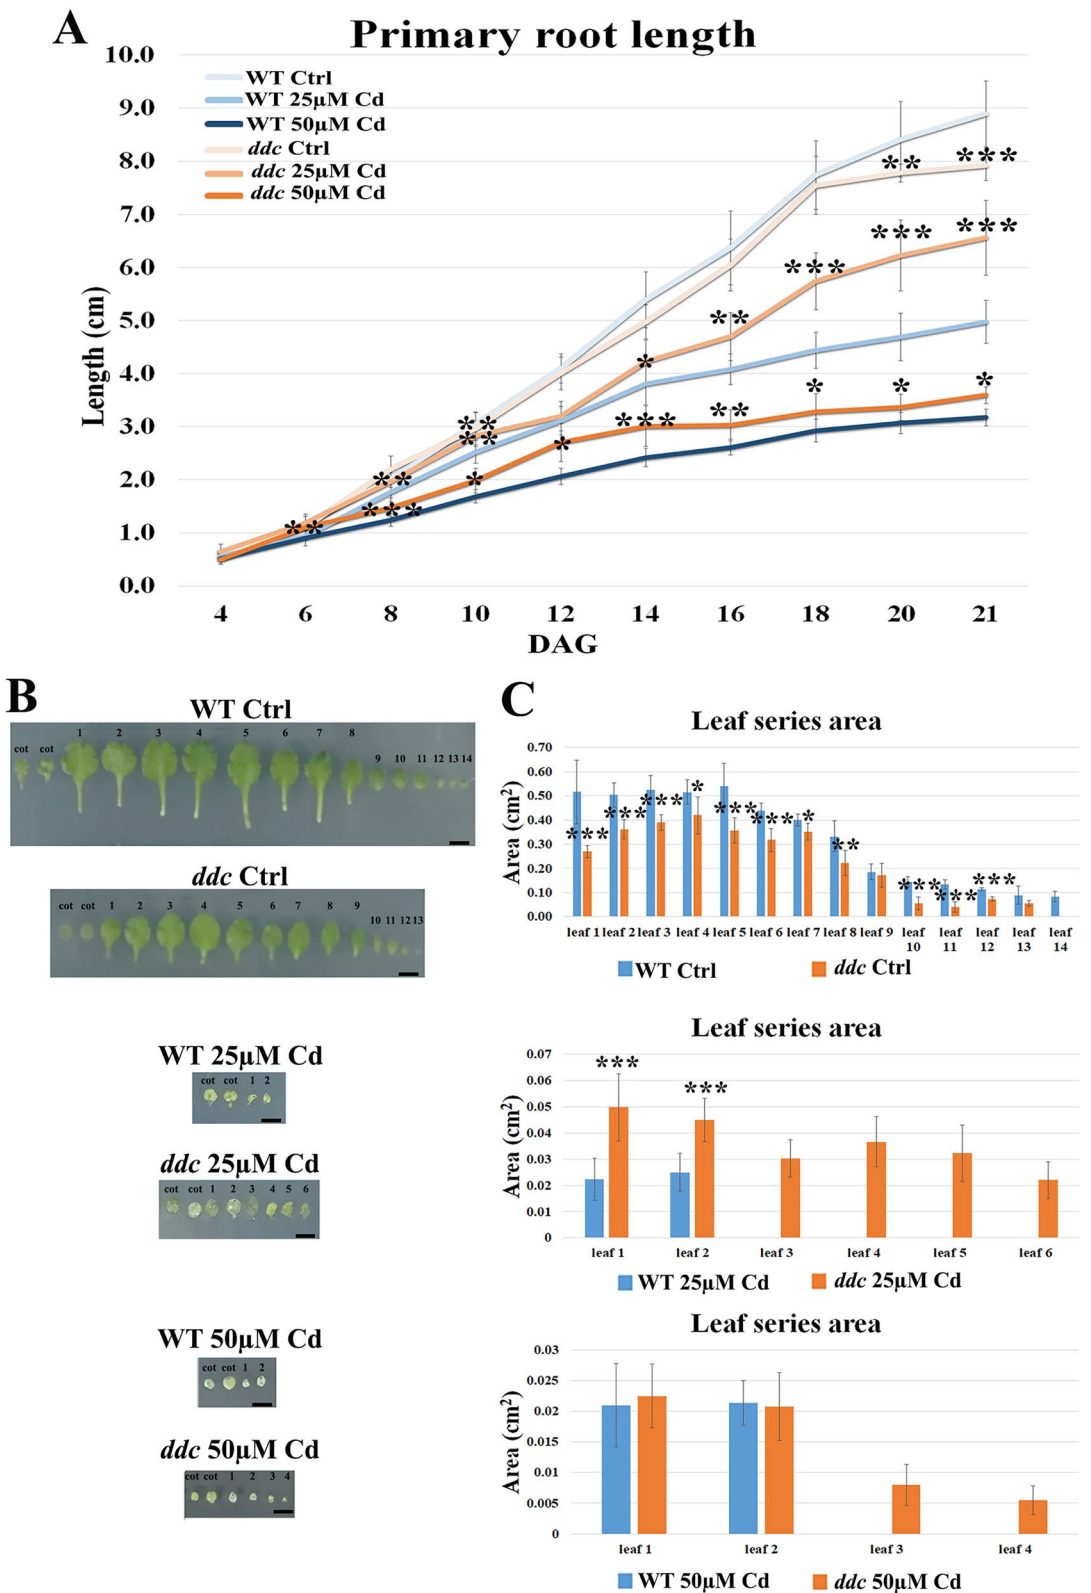 A
Primary root length
10.0
9.0
8.0
7.0
6.0
5.0
4.0
3.0
2.0
1.0
0.0
Length (cm)
WT Ctrl
WT 25μM Cd
WT 50μM Cd
ddc Ctrl
ddc 25μM Cd
ddc 50μM Cd
** ***
*** ***
***
**
*
* * *
*** **
*
**
**
*
**
***
**
4 6 8 10 12 14 16 18 20 21
DAG
B
WT Ctrl
cot cot 1 2 3 4 5 6 7 8 9 10 11 12 13 14
ddc Ctrl
cot cot 1 2 3 4 5 6 7 8 9 10 11 12 13
WT 25μM Cd
cot cot 1 2
ddc 25μM Cd
cot cot 1 2 3 4 5 6
WT 50μM Cd
cot cot 1 2
ddc 50μM Cd
cot cot 1 2 3 4
C
Leaf series area
0.70
0.60
0.50
0.40
0.30
0.20
0.10
0.00
Area (cm²)
*** *** *** * *** *** * ** *** *** ***
leaf 1 leaf 2 leaf 3 leaf 4 leaf 5 leaf 6 leaf 7 leaf 8 leaf 9 leaf 10 leaf 11 leaf 12 leaf 13 leaf 14
WT Ctrl ddc Ctrl
Leaf series area
0.07
0.06
0.05
0.04
0.03
0.02
0.01
0
Area (cm²)
*** ***
leaf 1 leaf 2 leaf 3 leaf 4 leaf 5 leaf 6
WT 25μM Cd ddc 25μM Cd
Leaf series area
0.03
0.025
0.02
0.015
0.01
0.005
0
Area (cm²)
leaf 1 leaf 2 leaf 3 leaf 4
WT 50μM Cd ddc 50μM Cd